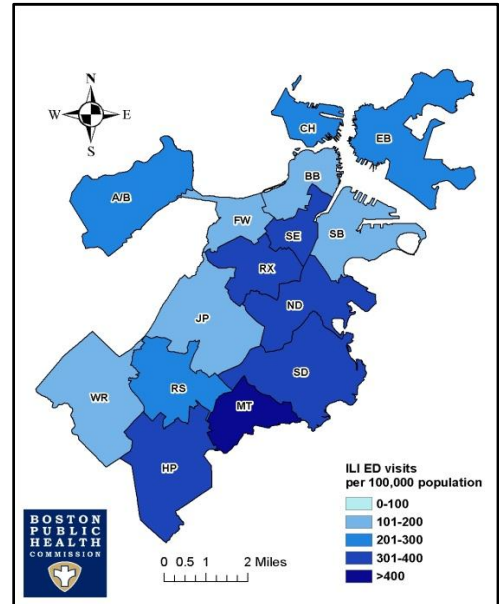 N
W E
S
CH
EB
A/B
BB
FW
SE
SB
RX
ND
JP
SD
RS
WR
MT
HP
ILI ED visits
per 100,000 population
0-100
101-200
201-300
301-400
>400
BOSTON
PUBLIC
HEALTH
COMMISSION
0 0.5 1 2 Miles